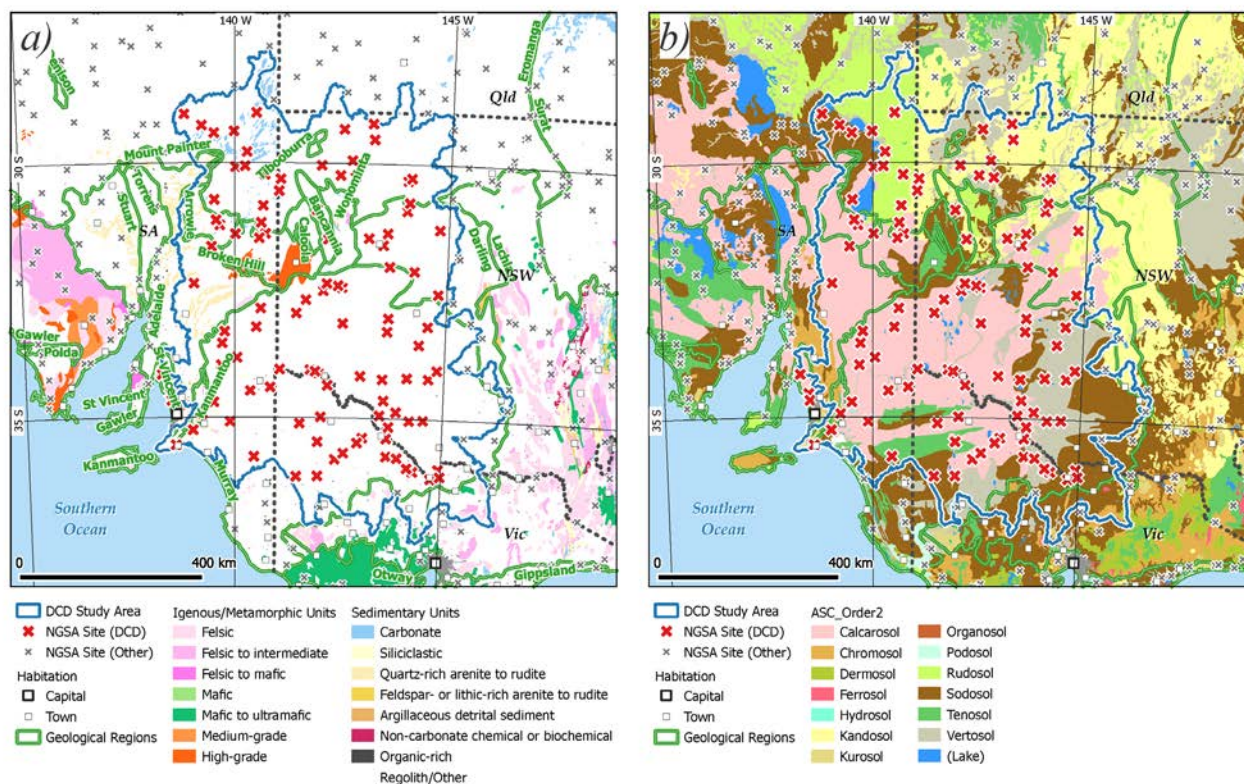 a)
140 W
145 W
Denison
Eromanga
Qld
Surat
Mount Painter
30 S
Tibooburra
Torrens
Stuart
Arrowie
SA
Wonominta
Bancannia
Caloola
Broken Hill
Darling
Lachlan
NSW
Adelaide
Gawler
Polda
St Vincent
St Vincent
Gawler
Kanmantoo
35 S
Kanmantoo
Murray
Southern
Ocean
Vic
0
400 km
Otway
Gippsland
DCD Study Area
NGSA Site (DCD)
NGSA Site (Other)
Habitation
Capital
Town
Geological Regions
Igenous/Metamorphic Units
Felsic
Felsic to intermediate
Felsic to mafic
Mafic
Mafic to ultramafic
Medium-grade
High-grade
Sedimentary Units
Carbonate
Siliciclastic
Quartz-rich arenite to rudite
Feldspar- or lithic-rich arenite to rudite
Argillaceous detrital sediment
Non-carbonate chemical or biochemical
Organic-rich
Regolith/Other
b)
140 W
145 W
Qld
30 S
SA
NSW
35 S
Southern
Ocean
Vic
0
400 km
DCD Study Area
NGSA Site (DCD)
NGSA Site (Other)
Habitation
Capital
Town
Geological Regions
ASC_Order2
Calcarosol
Chromosol
Dermosol
Ferrosol
Hydrosol
Kandosol
Kurosol
Organosol
Podosol
Rudosol
Sodosol
Tenosol
Vertosol
(Lake)